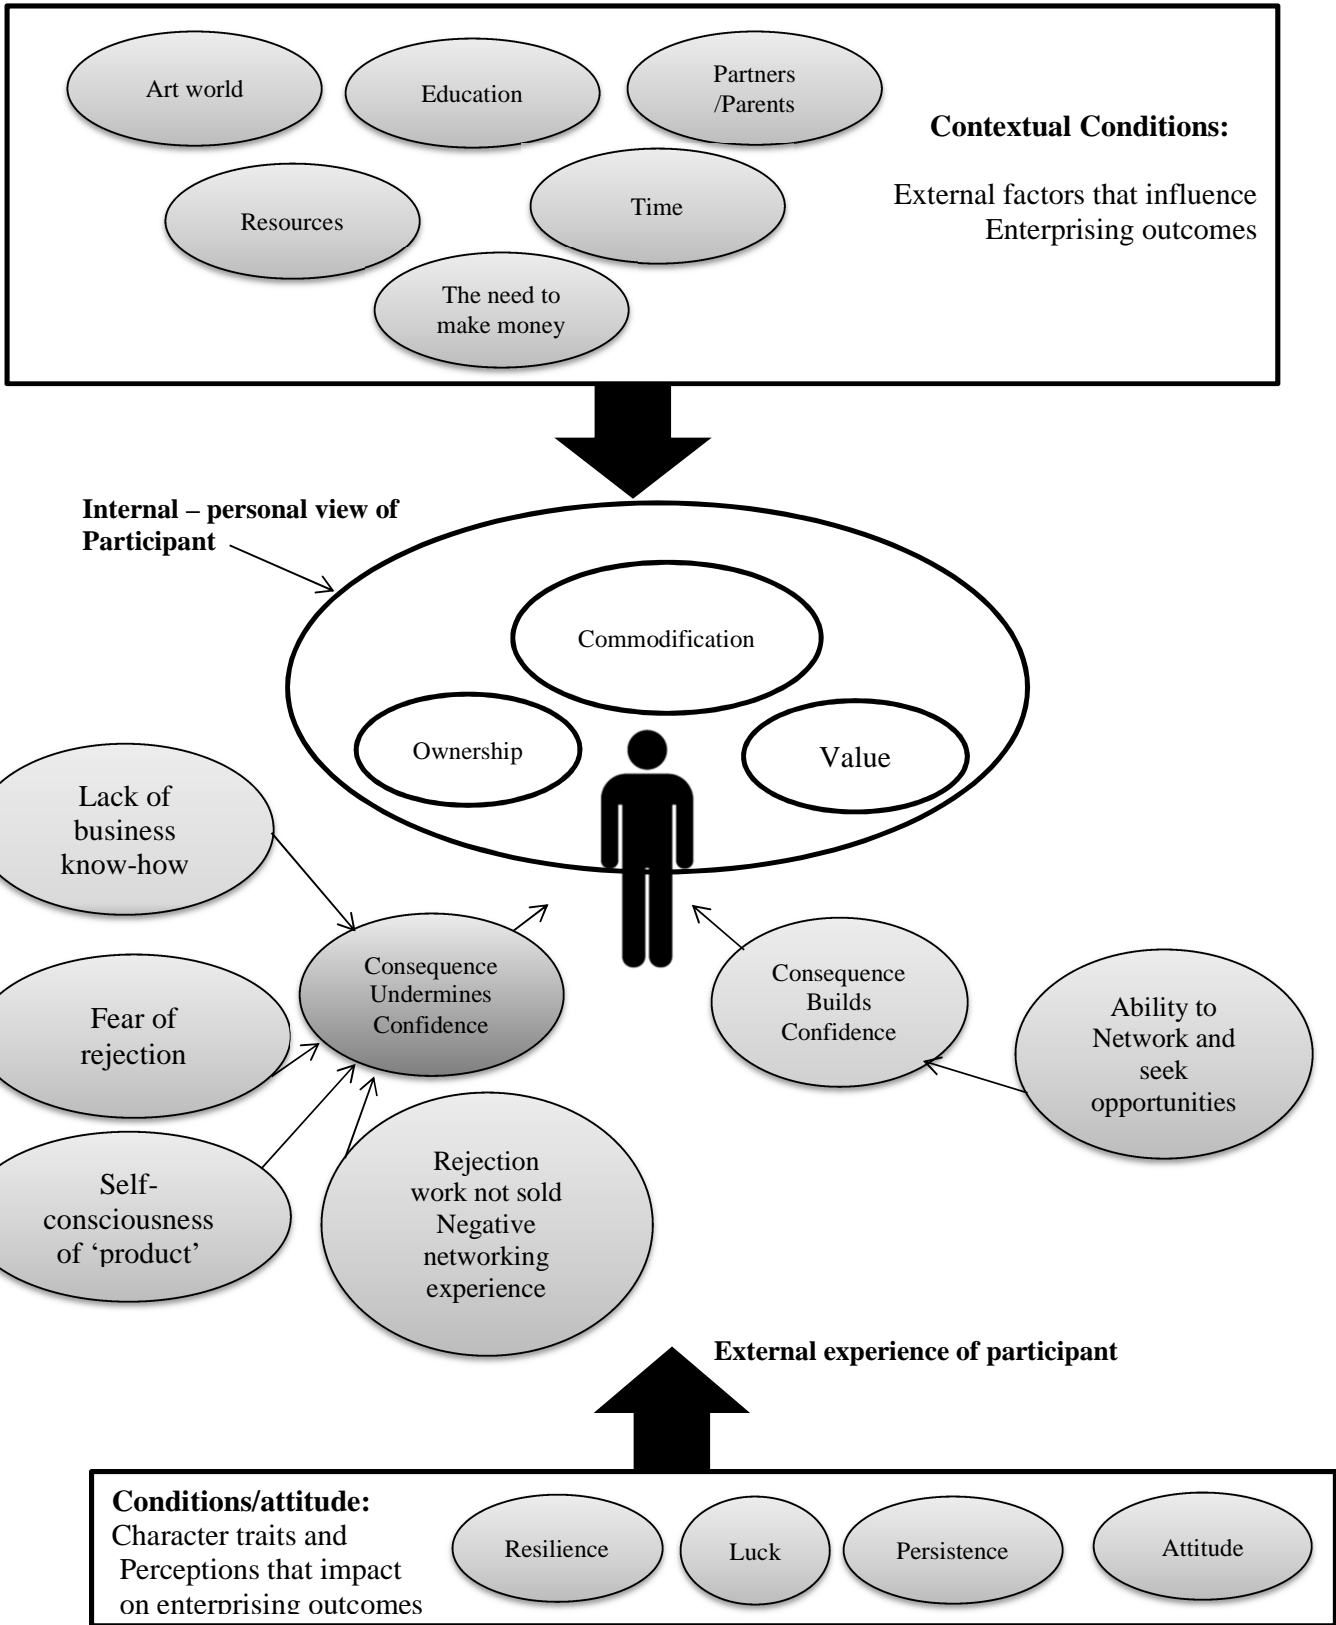 Art world
Education
Partners
/Parents
Contextual Conditions:
External factors that influence
Enterprising outcomes
Resources
Time
The need to
make money
Internal – personal view of
Participant
Commodification
Ownership
Value
Lack of
business
know-how
Consequence
Undermines
Confidence
Consequence
Builds
Confidence
Ability to
Network and
seek
opportunities
Fear of
rejection
Self-
consciousness
of ‘product’
Rejection
work not sold
Negative
networking
experience
External experience of participant
Conditions/attitude:
Character traits and
Perceptions that impact
on enterprising outcomes
Resilience
Luck
Persistence
Attitude